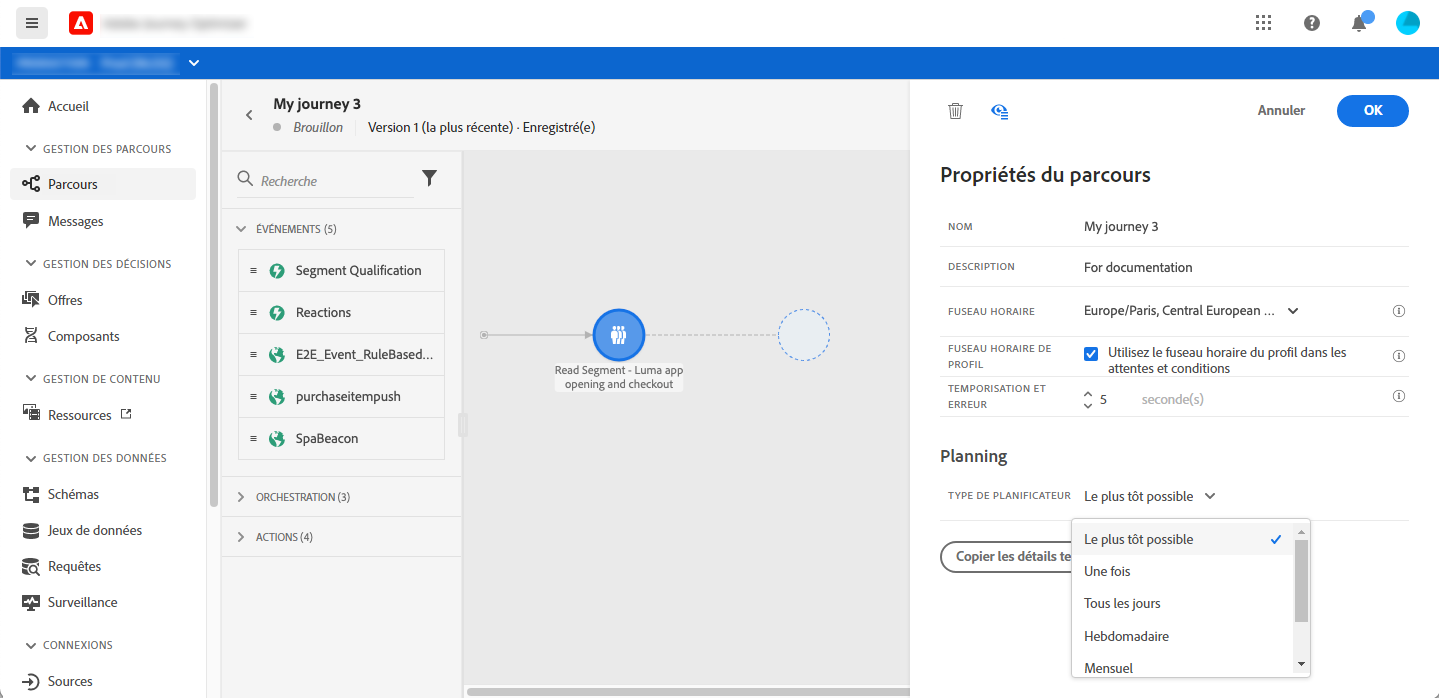 My journey 3
Brouillon
Version 1 (la plus récente) · Enregistré(e)
Accueil
GESTION DES PARCOURS
Parcours
Messages
GESTION DES DÉCISIONS
Offres
Composants
GESTION DE CONTENU
Ressources
GESTION DES DONNÉES
Schémas
Jeux de données
Requêtes
Surveillance
CONNEXIONS
Sources
Recherche
ÉVÉNEMENTS (5)
Segment Qualification
Reactions
E2E_Event_RuleBased...
purchaseitempush
SpaBeacon
ORCHESTRATION (3)
ACTIONS (4)
Read Segment - Luma app
opening and checkout
Annuler
OK
Propriétés du parcours
NOM
My journey 3
DESCRIPTION
For documentation
FUSEAU HORAIRE
Europe/Paris, Central European ...
FUSEAU HORAIRE DE
PROFIL
Utilisez le fuseau horaire du profil dans les
attentes et conditions
TEMPORISATION ET
ERREUR
5 seconde(s)
Planning
TYPE DE PLANIFICATEUR
Le plus tôt possible
Copier les détails te
Le plus tôt possible
Une fois
Tous les jours
Hebdomadaire
Mensuel